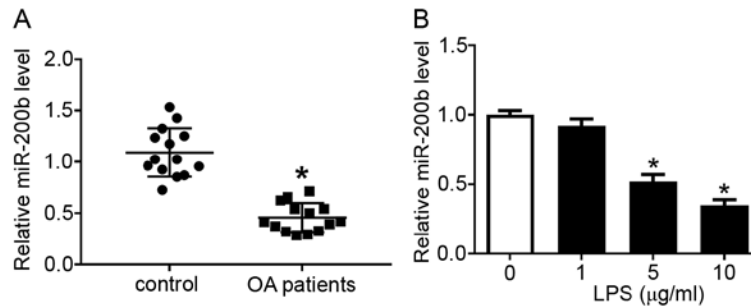 A
Relative miR-200b level
2.0
1.5
1.0
0.5
0.0
*
control
OA patients
B
Relative miR-200b level
1.5
1.0
0.5
0.0
*
*
0
1
5
10
LPS (μg/ml)